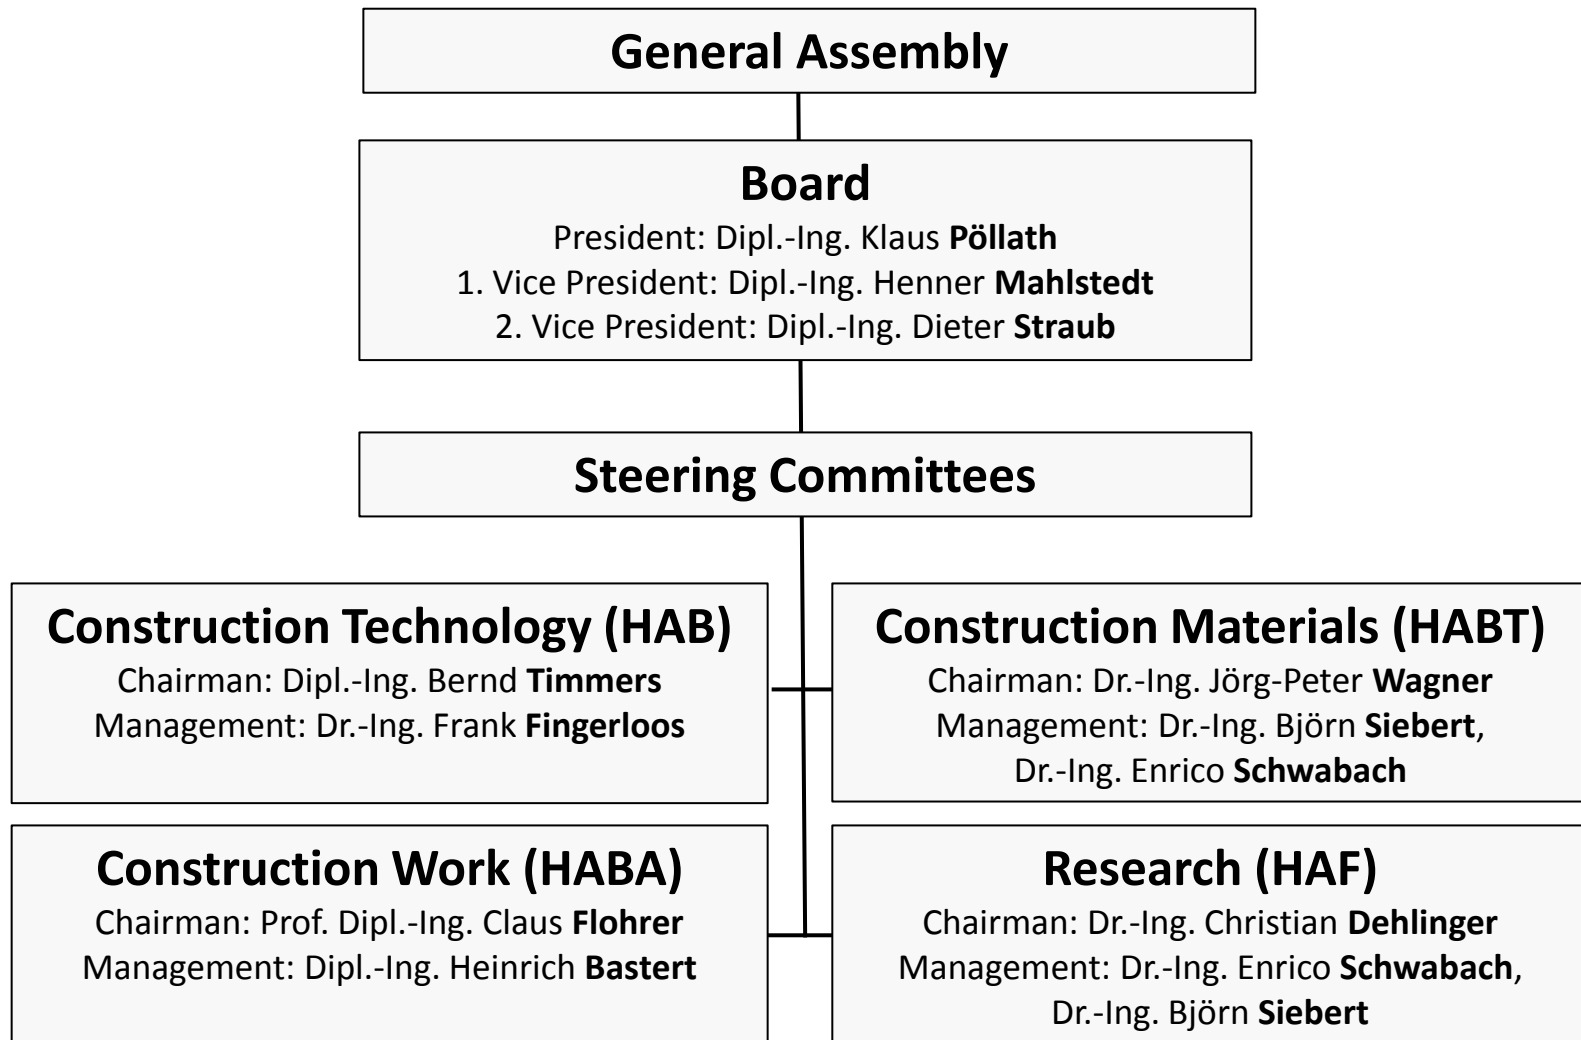 General Assembly
Board
President: Dipl.-Ing. Klaus Pöllath
1. Vice President: Dipl.-Ing. Henner Mahlstedt
2. Vice President: Dipl.-Ing. Dieter Straub
Steering Committees
Construction Technology (HAB)
Chairman: Dipl.-Ing. Bernd Timmers
Management: Dr.-Ing. Frank Fingerloos
Construction Materials (HABT)
Chairman: Dr.-Ing. Jörg-Peter Wagner
Management: Dr.-Ing. Björn Siebert,
Dr.-Ing. Enrico Schwabach
Construction Work (HABA)
Chairman: Prof. Dipl.-Ing. Claus Flohrer
Management: Dipl.-Ing. Heinrich Bastert
Research (HAF)
Chairman: Dr.-Ing. Christian Dehlinger
Management: Dr.-Ing. Enrico Schwabach,
Dr.-Ing. Björn Siebert